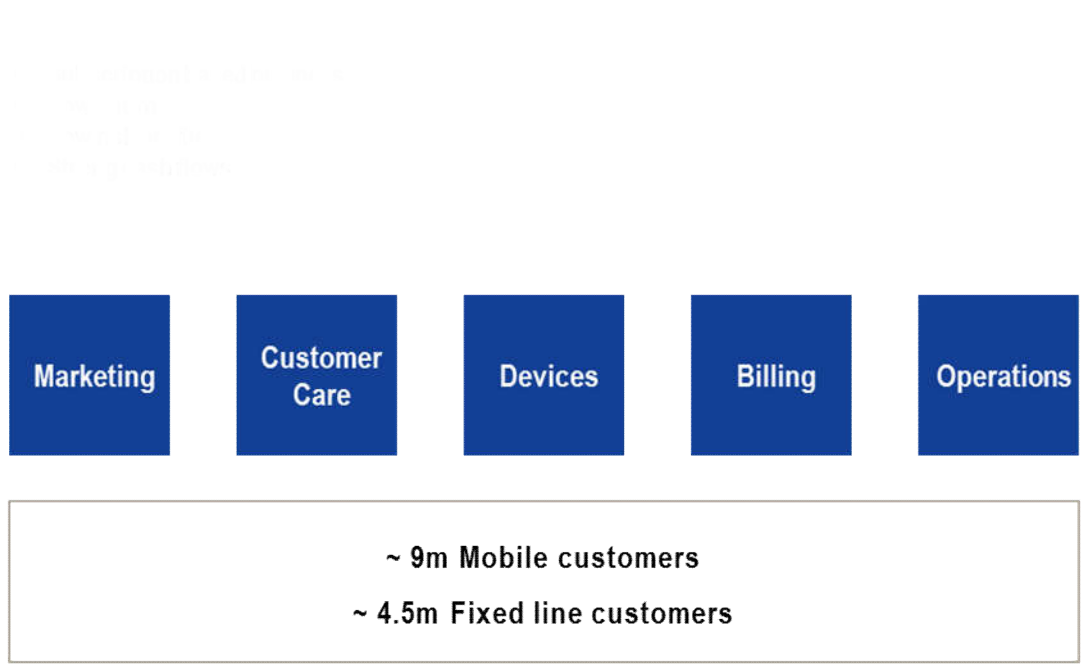 Marketing
Customer
Care
Devices
Billing
Operations
~ 9m Mobile customers
~ 4.5m Fixed line customers